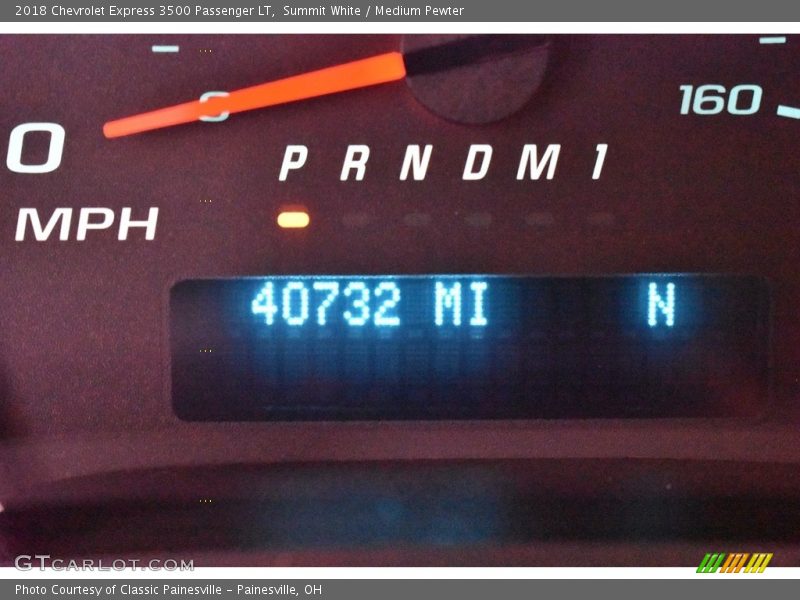 2018 Chevrolet Express 3500 Passenger LT,  Summit White / Medium Pewter
0
160
0
P R N D M 1
MPH
40732 MI N
GTCARLOT.COM
Photo Courtesy of Classic Painesville - Painesville, OH